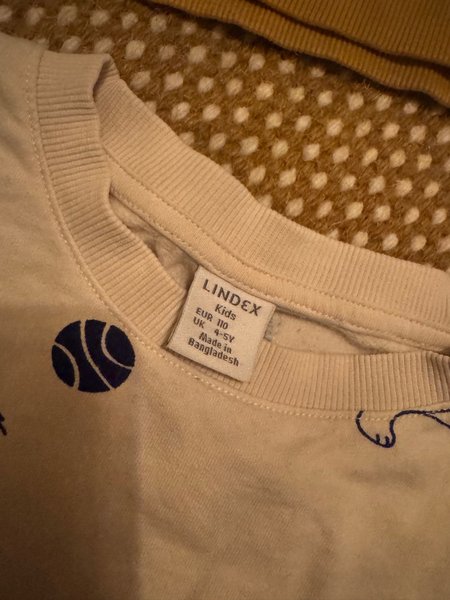 LINDEX
Kids
EUR 110
UK 4-5Y
Made in
Bangladesh